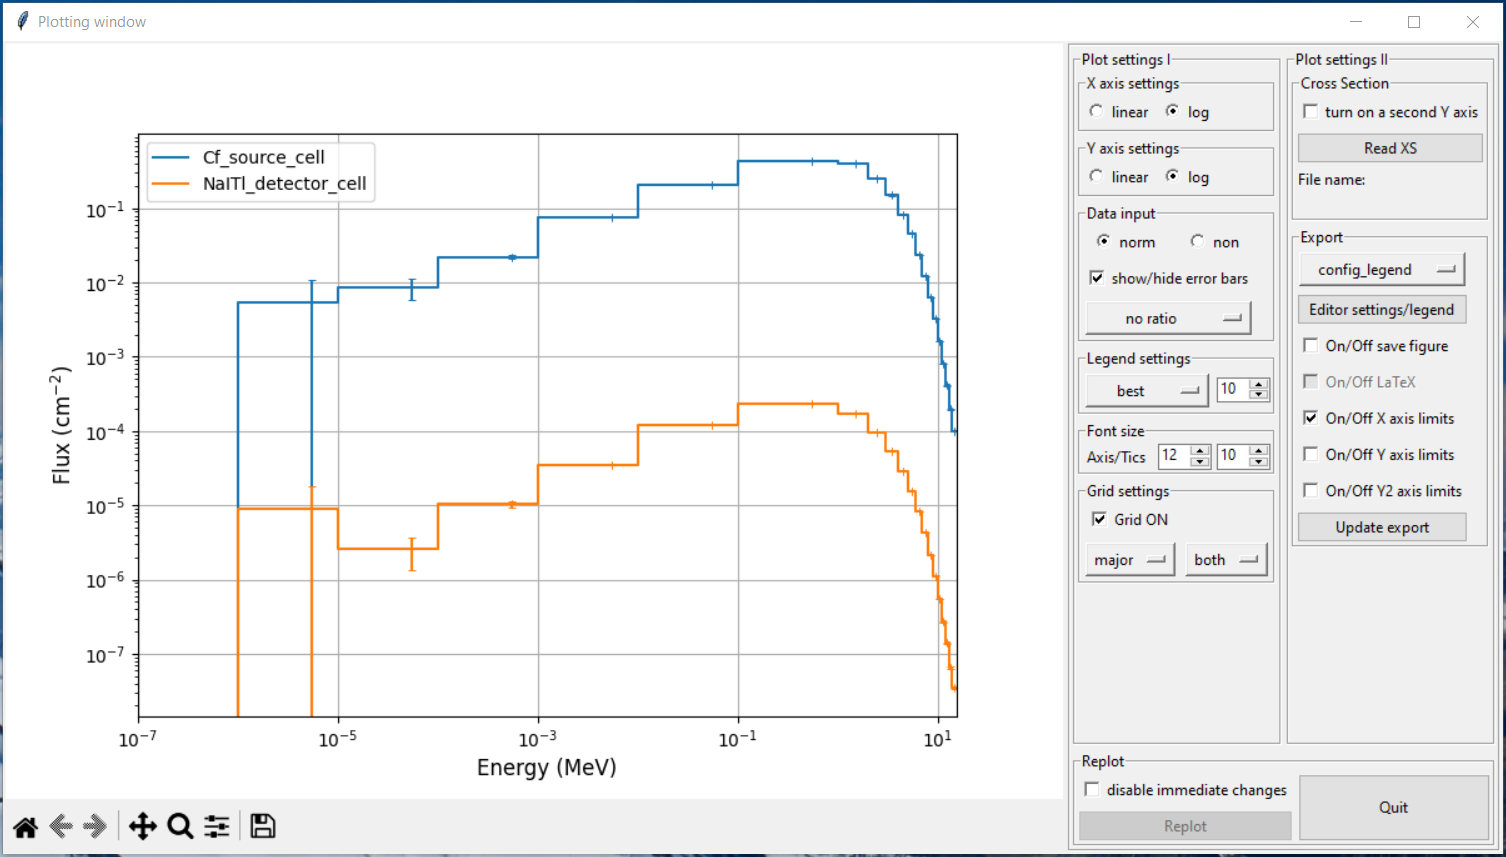 Plotting window
Cf_source_cell
NaITl_detector_cell
10⁻¹
10⁻²
10⁻³
10⁻⁴
10⁻⁵
10⁻⁶
10⁻⁷
Flux (cm⁻²)
10⁻⁷
10⁻⁵
10⁻³
10⁻¹
10¹
Energy (MeV)
Plot settings I
X axis settings
linear log
Y axis settings
linear log
Data input
norm non
show/hide error bars
no ratio
Legend settings
best 10
Font size
Axis/Tics 12 10
Grid settings
Grid ON
major both
Plot settings II
Cross Section
turn on a second Y axis
Read XS
File name:
Export
config_legend
Editor settings/legend
On/Off save figure
On/Off LaTeX
On/Off X axis limits
On/Off Y axis limits
On/Off Y2 axis limits
Update export
Replot
disable immediate changes
Replot
Quit